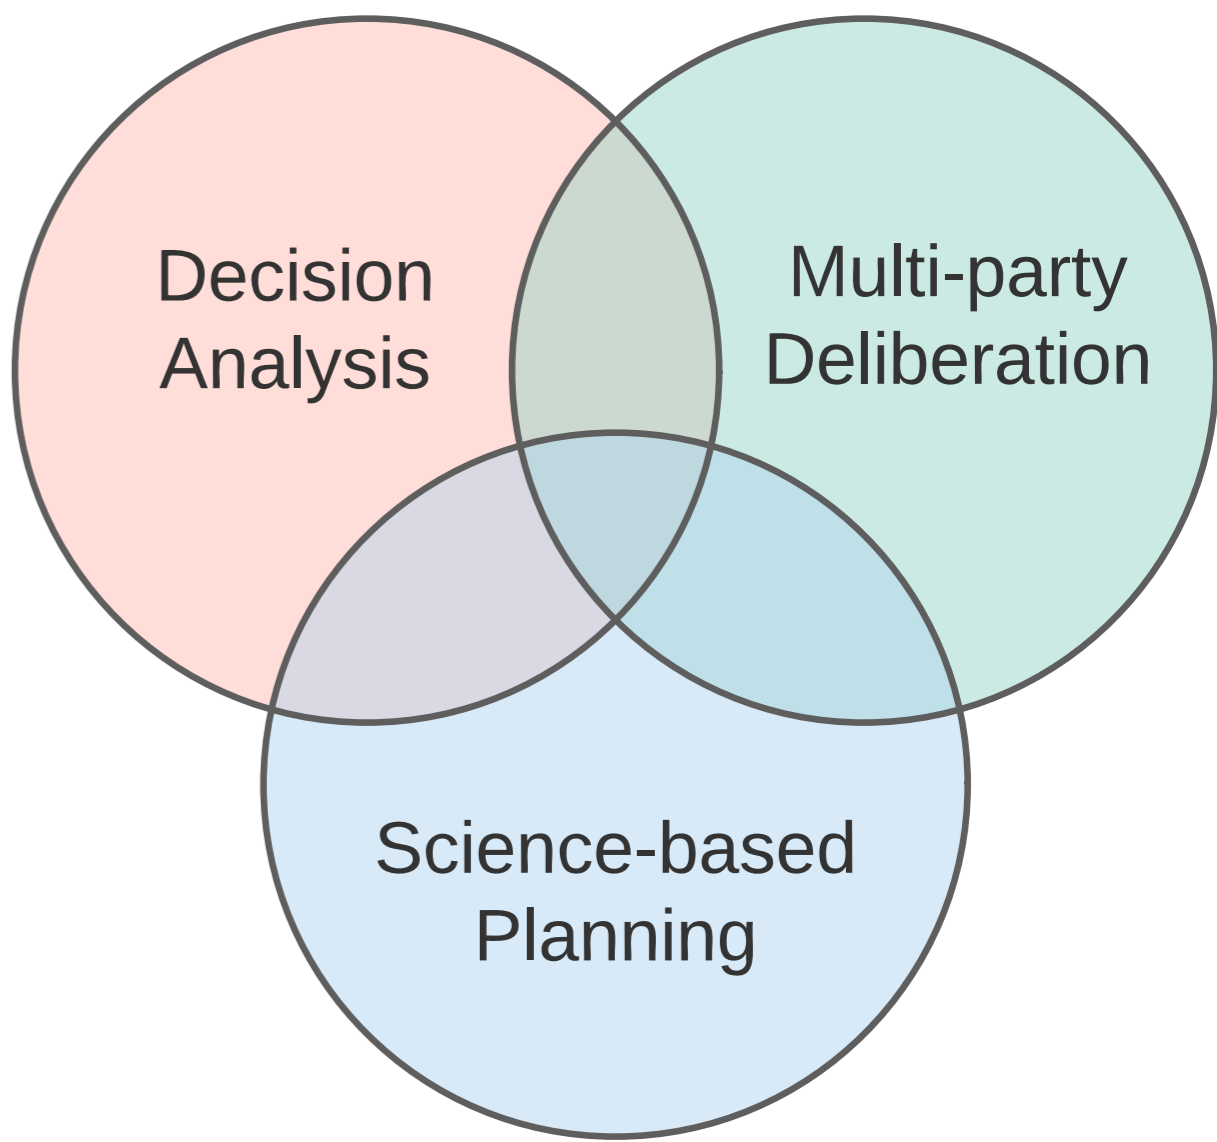 Decision
Analysis
Multi-party
Deliberation
Science-based
Planning